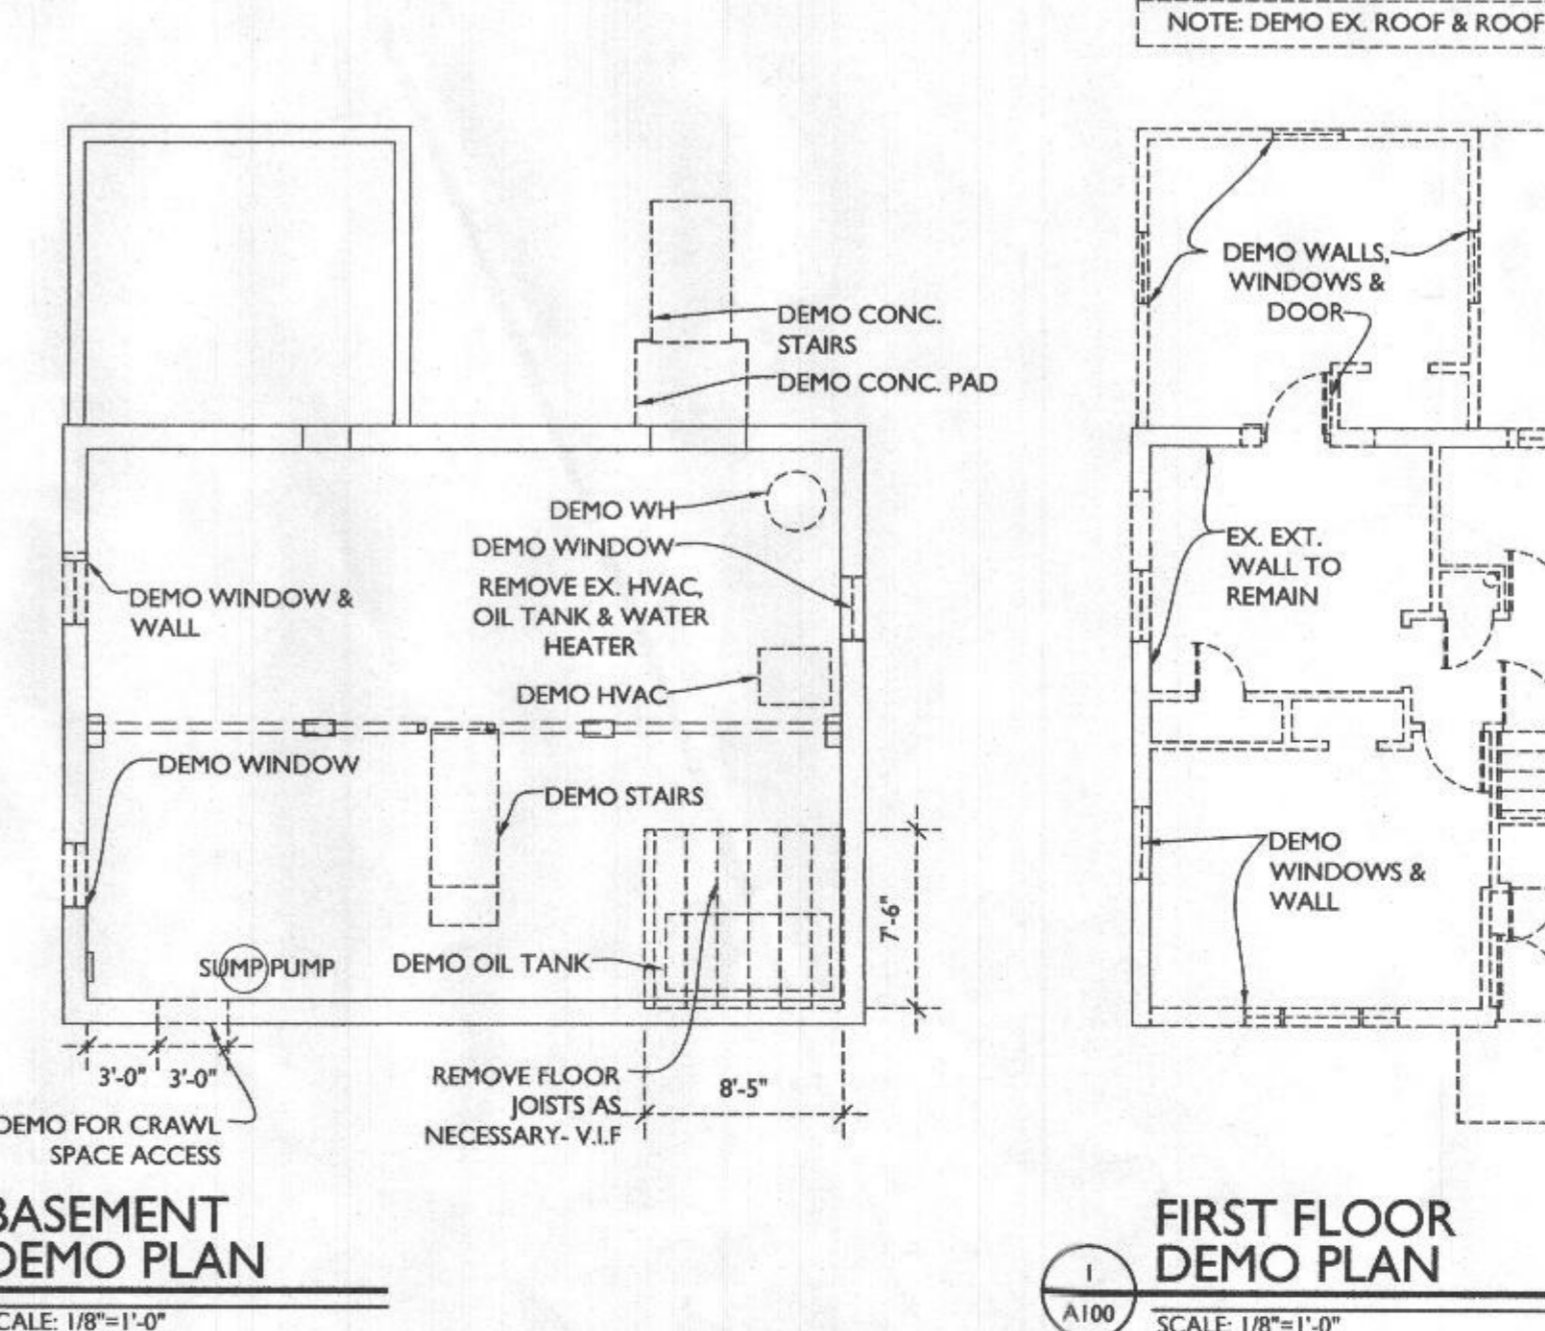 NOTE: DEMO EX. ROOF & ROOF
DEMO CONC.
STAIRS
DEMO CONC. PAD
DEMO WH
DEMO WINDOW
REMOVE EX. HVAC,
OIL TANK & WATER
HEATER
DEMO HVAC
DEMO WINDOW &
WALL
DEMO WINDOW
DEMO STAIRS
SUMP PUMP
DEMO OIL TANK
7'-6"
3'-0" 3'-0"
DEMO FOR CRAWL
SPACE ACCESS
REMOVE FLOOR
JOISTS AS
NECESSARY- V.I.F
8'-5"
BASEMENT
DEMO PLAN
SCALE: 1/8"=1'-0"
DEMO WALLS,
WINDOWS &
DOOR
EX. EXT.
WALL TO
REMAIN
DEMO
WINDOWS &
WALL
1
A100
FIRST FLOOR
DEMO PLAN
SCALE: 1/8"=1'-0"